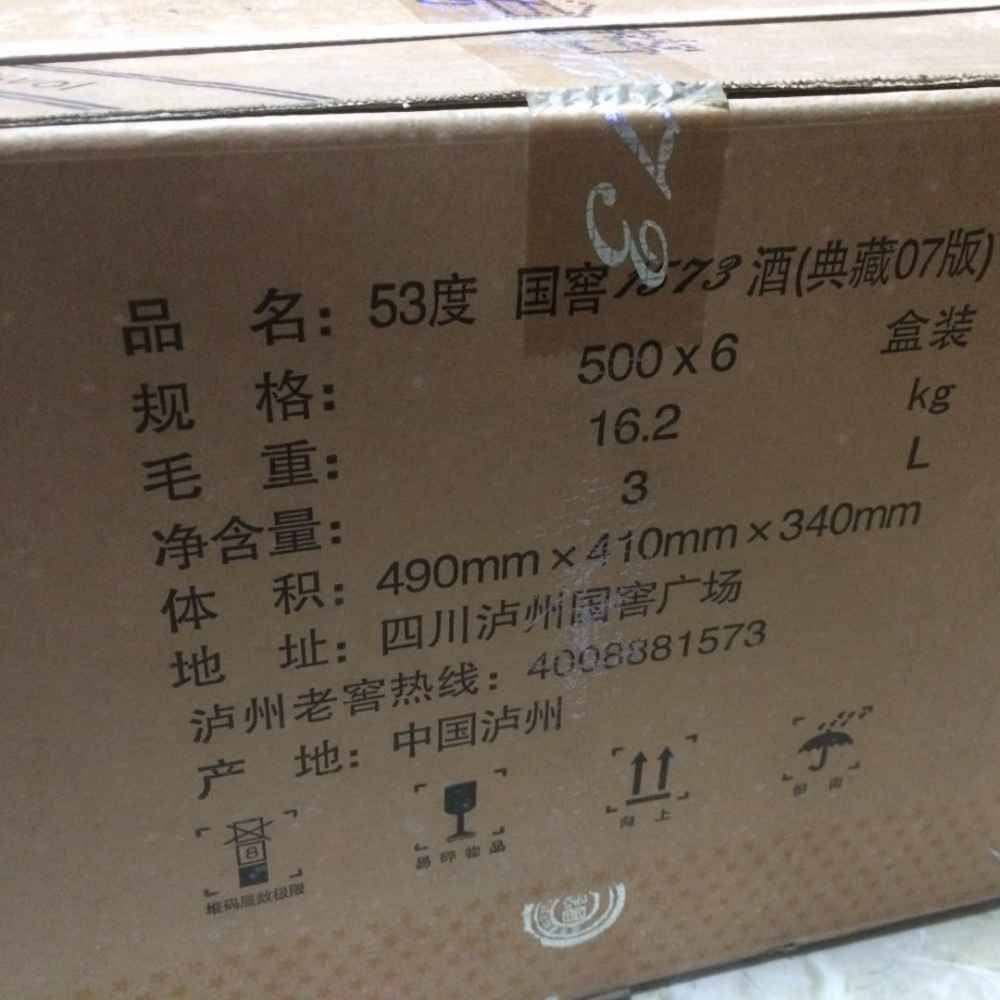 品 名: 53度 国窖1573 酒(典藏07版)
规 格: 500 x 6 盒装
毛 重: 16.2 kg
净含量: 3 L
体 积: 490mm×410mm×340mm
地 址: 四川泸州国窖广场
泸州老窖热线: 4008881573
产 地: 中国泸州
8
堆码层数极限
易碎物品
向上
怕雨